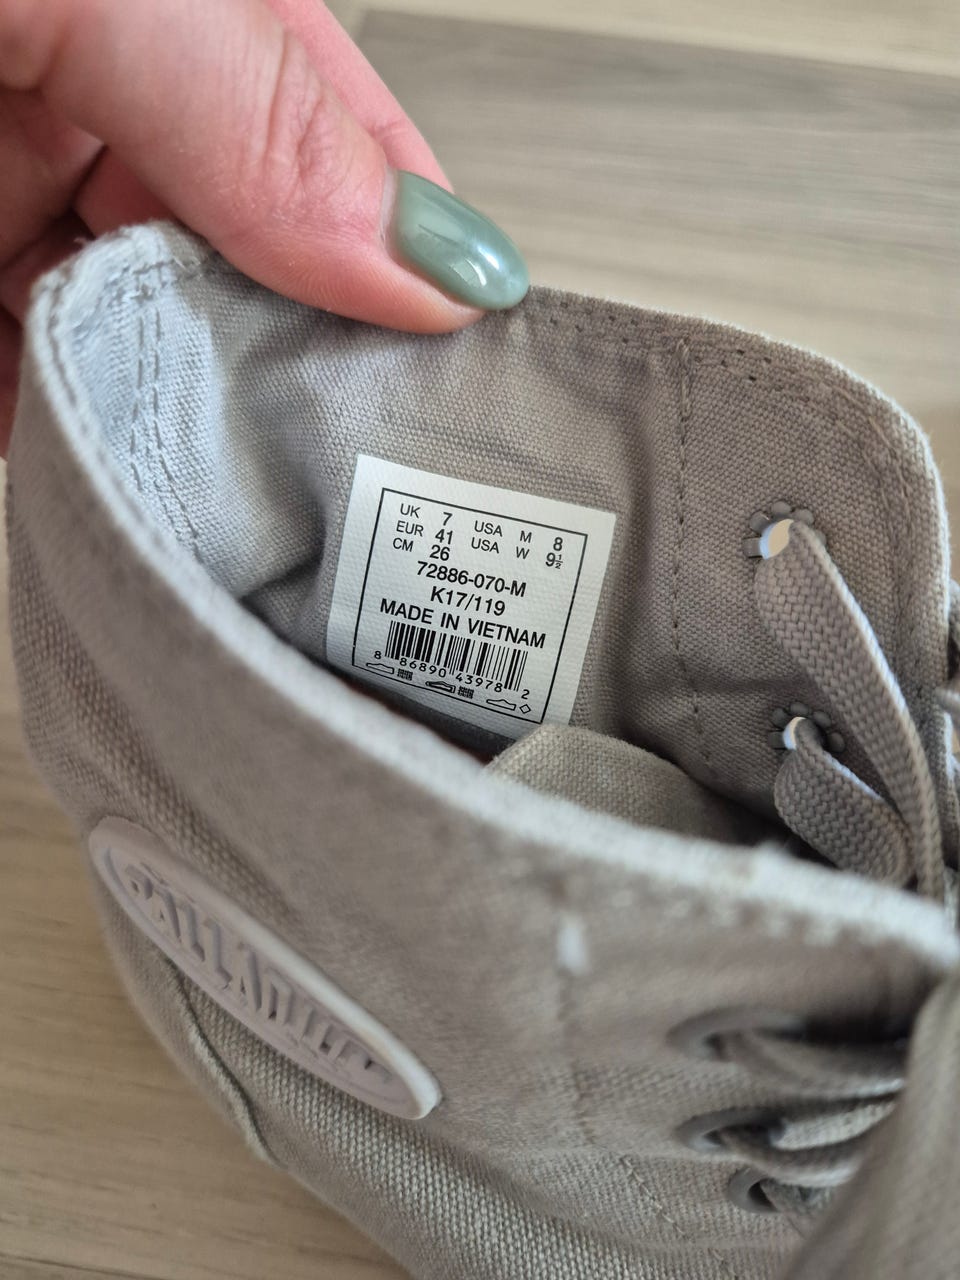 UK 7 USA M 8
EUR 41 USA W 9½
CM 26
72886-070-M
K17/119
MADE IN VIETNAM
8 86890 43978 2
PALLADIUM